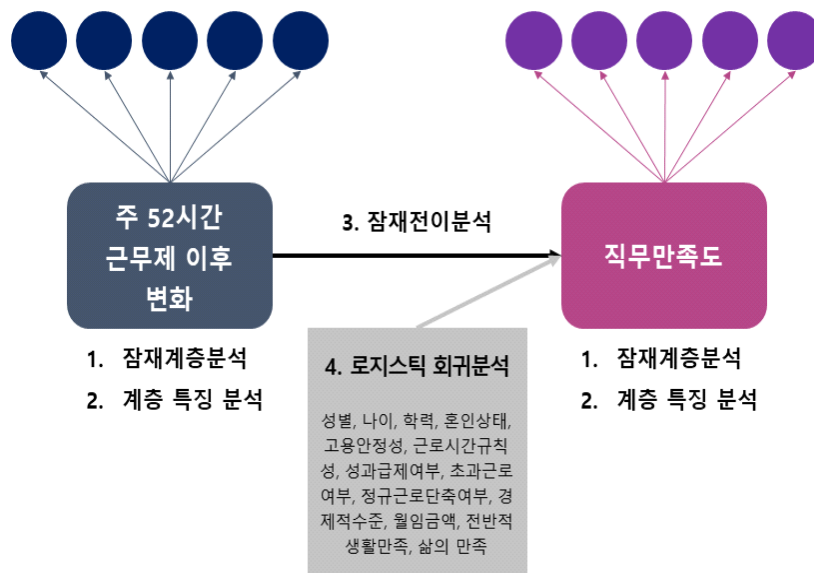 주 52시간
근무제 이후
변화
3. 잠재전이분석
직무만족도
1. 잠재계층분석
2. 계층 특징 분석
4. 로지스틱 회귀분석
성별, 나이, 학력, 혼인상태,
고용안정성, 근로시간규칙
성, 성과급제여부, 초과근로
여부, 정규근로단축여부, 경
제적수준, 월임금액, 전반적
생활만족, 삶의 만족
1. 잠재계층분석
2. 계층 특징 분석